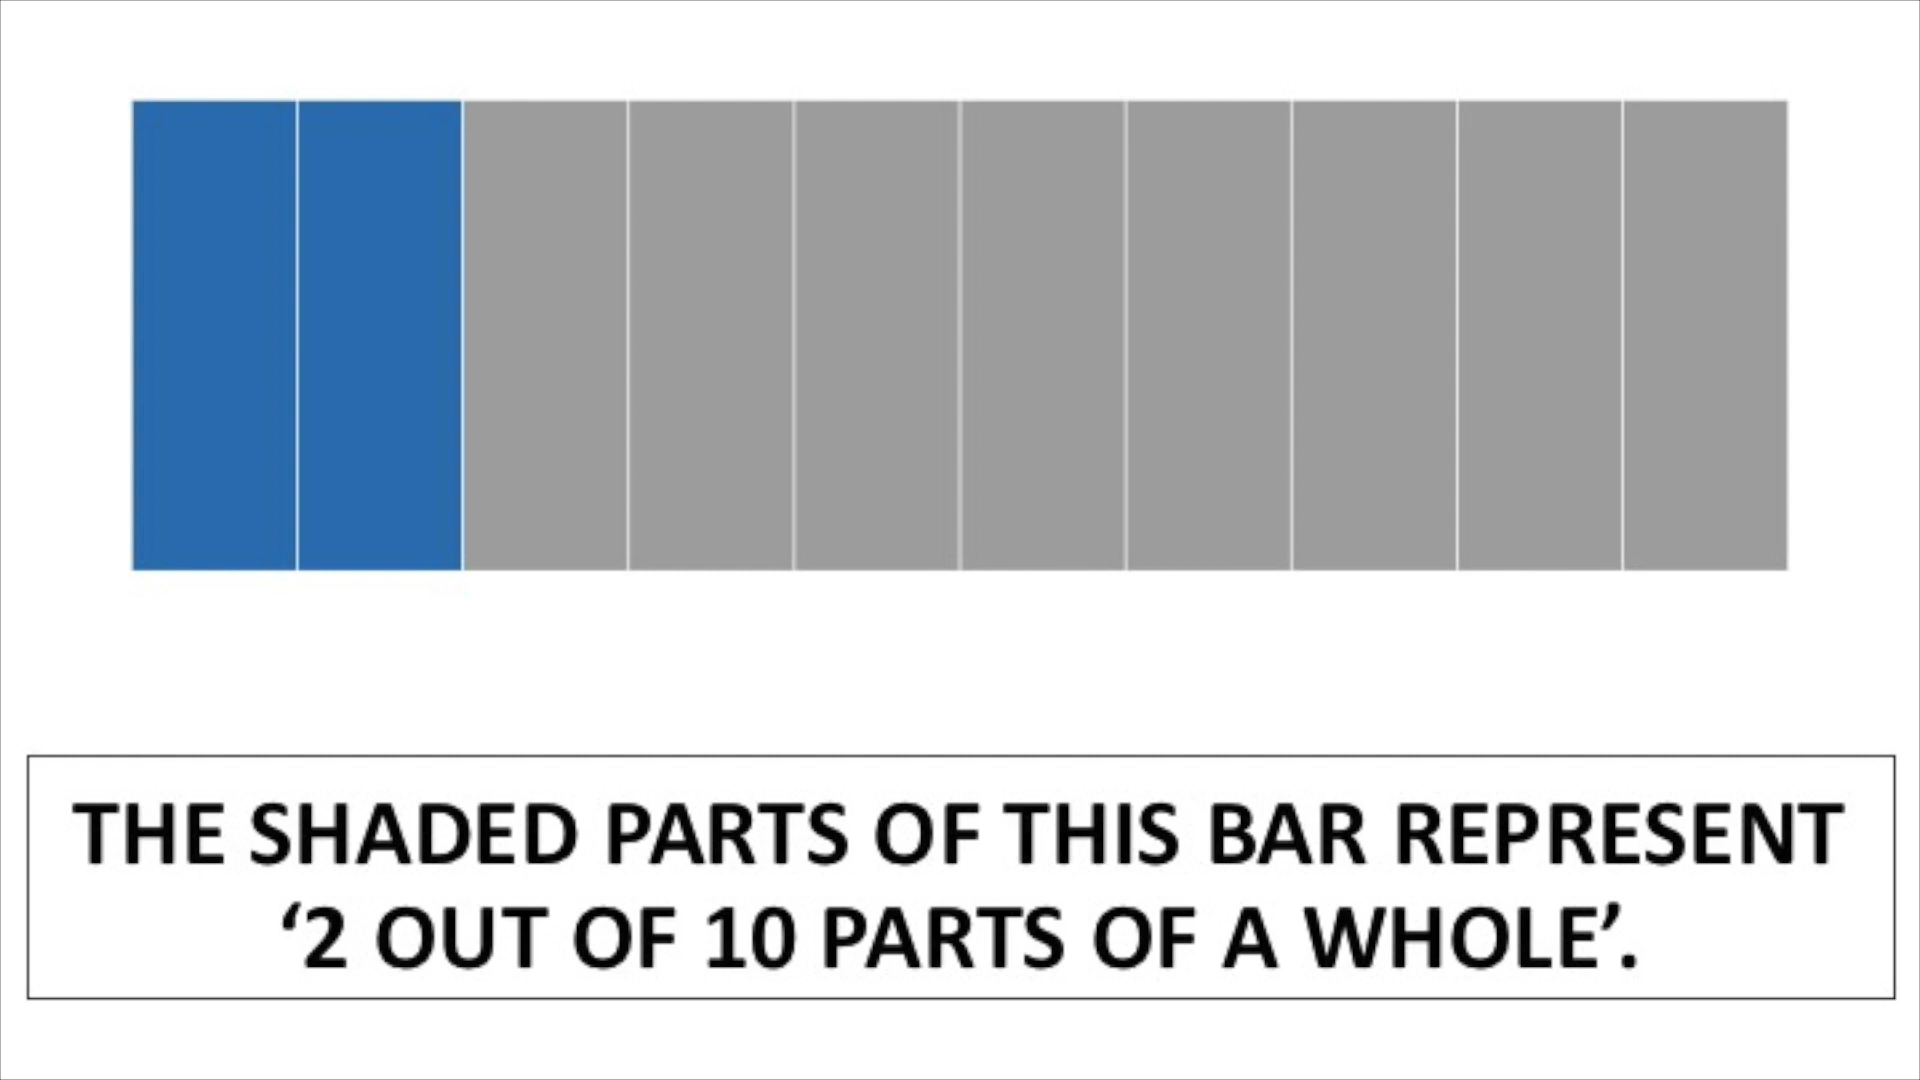 THE SHADED PARTS OF THIS BAR REPRESENT
‘2 OUT OF 10 PARTS OF A WHOLE’.